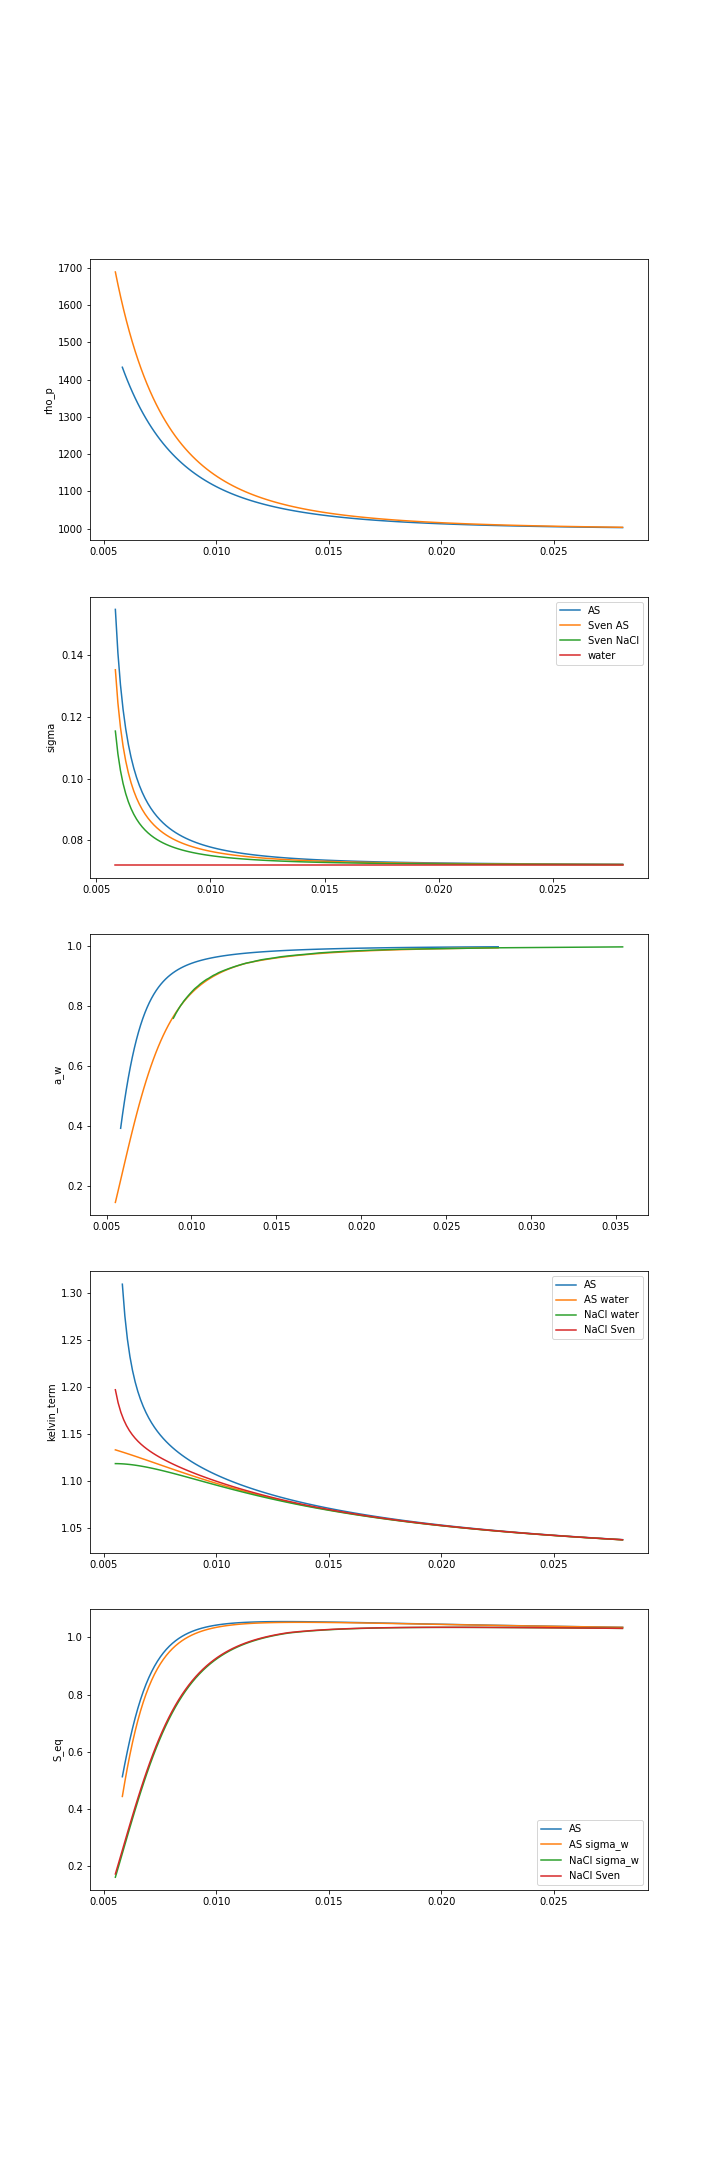 1700
1600
1500
1400
1300
1200
1100
1000
rho_p
0.005 0.010 0.015 0.020 0.025
AS
Sven AS
Sven NaCl
water
0.14
0.12
0.10
0.08
sigma
0.005 0.010 0.015 0.020 0.025
1.0
0.8
0.6
0.4
0.2
a_w
0.005 0.010 0.015 0.020 0.025 0.030 0.035
AS
AS water
NaCl water
NaCl Sven
1.30
1.25
1.20
1.15
1.10
1.05
kelvin_term
0.005 0.010 0.015 0.020 0.025
1.0
0.8
0.6
0.4
0.2
S_eq
AS
AS sigma_w
NaCl sigma_w
NaCl Sven
0.005 0.010 0.015 0.020 0.025